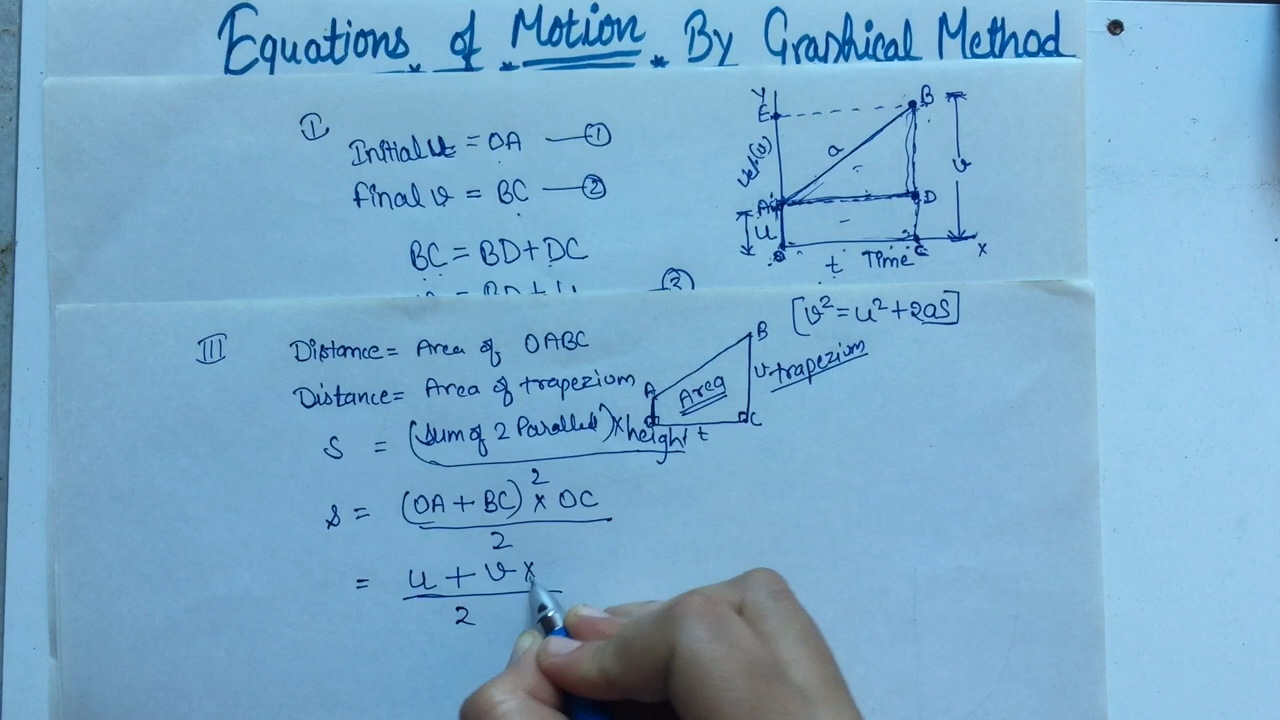 Equations of Motion By Graphical Method
I
Initial u = OA — ①
final v = BC — ②
BC = BD + DC
Y
E
B
Vel(v)
a
v
A
D
u
O
t Time
C
X
III
Distance = Area of OABC
[v² = u² + 2as]
Distance = Area of trapezium
A
B
Area
v
trapezium
C
t
S = (Sum of 2 Parallel) × height
2
S = (OA + BC) × OC
2
= u + v ×
2